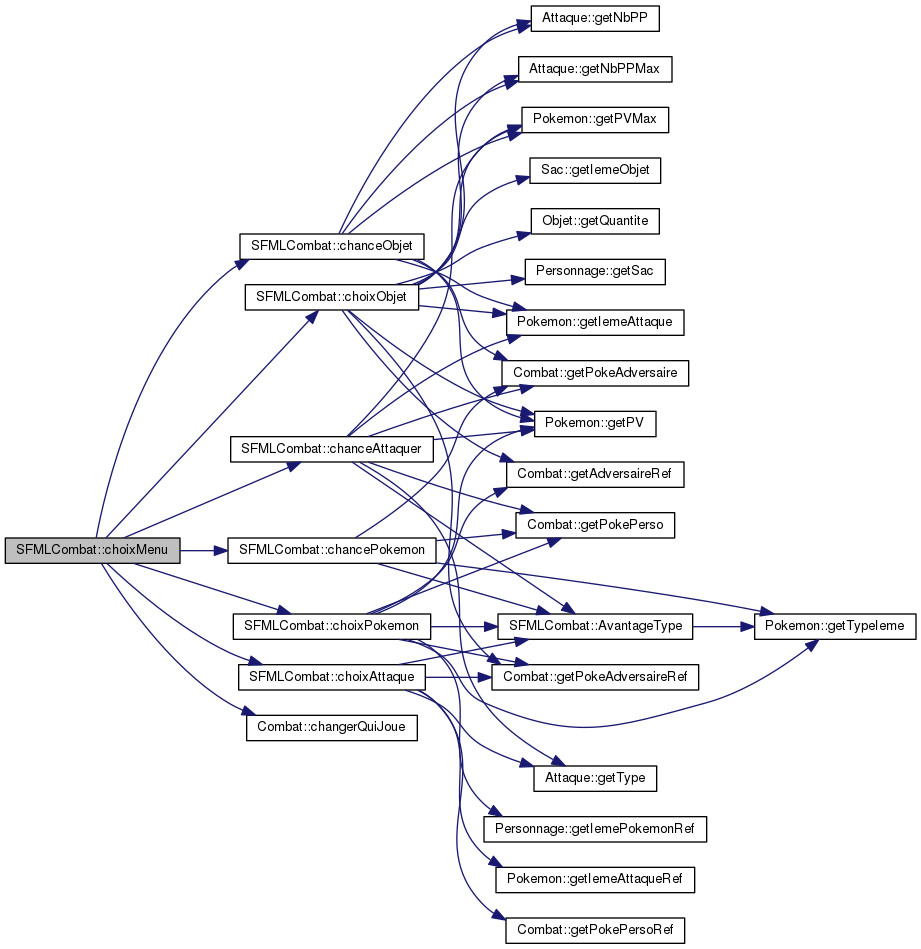 Attaque::getNbPP
Attaque::getNbPPMax
Pokemon::getPVMax
Sac::getIemeObjet
Objet::getQuantite
SFMLCombat::chanceObjet
Personnage::getSac
SFMLCombat::choixObjet
Pokemon::getIemeAttaque
Combat::getPokeAdversaire
Pokemon::getPV
SFMLCombat::chanceAttaquer
Combat::getAdversaireRef
Combat::getPokePerso
SFMLCombat::choixMenu
SFMLCombat::chancePokemon
SFMLCombat::choixPokemon
SFMLCombat::AvantageType
Pokemon::getTypeIeme
SFMLCombat::choixAttaque
Combat::getPokeAdversaireRef
Combat::changerQuiJoue
Attaque::getType
Personnage::getIemePokemonRef
Pokemon::getIemeAttaqueRef
Combat::getPokePersoRef